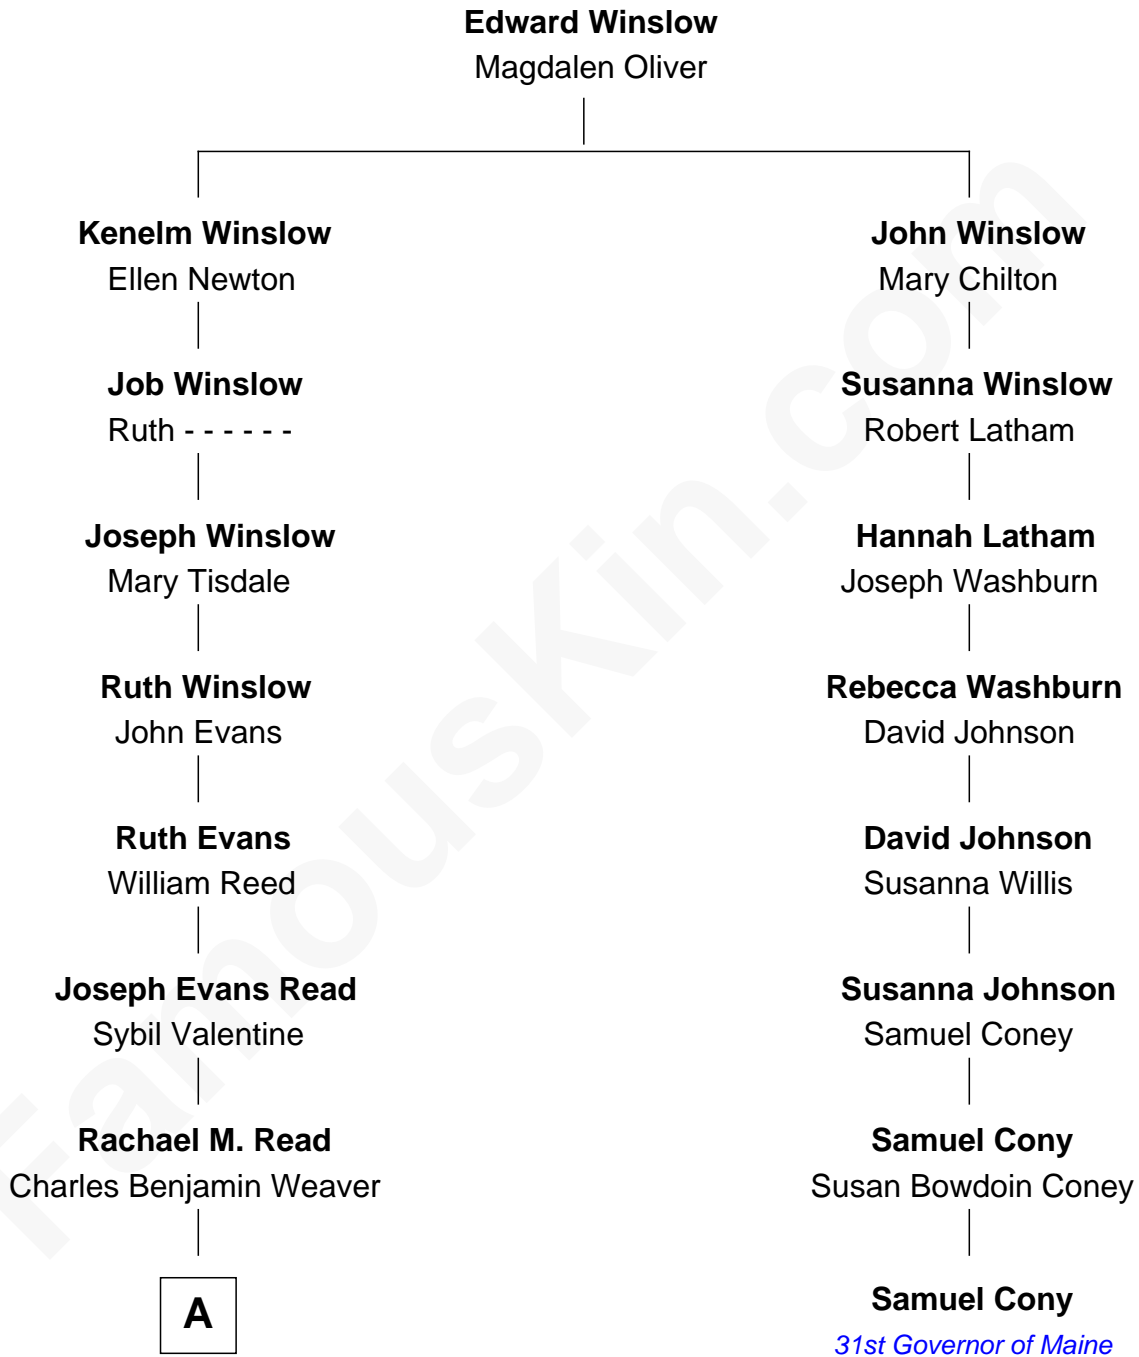 Edward Winslow
Magdalen Oliver
Kenelm Winslow
Ellen Newton
John Winslow
Mary Chilton
Job Winslow
Ruth - - - - - -
Susanna Winslow
Robert Latham
Joseph Winslow
Mary Tisdale
Hannah Latham
Joseph Washburn
Ruth Winslow
John Evans
Rebecca Washburn
David Johnson
Ruth Evans
William Reed
David Johnson
Susanna Willis
Joseph Evans Read
Sybil Valentine
Susanna Johnson
Samuel Coney
Rachael M. Read
Charles Benjamin Weaver
Samuel Cony
Susan Bowdoin Coney
A
Samuel Cony
31st Governor of Maine
FamousKin.com